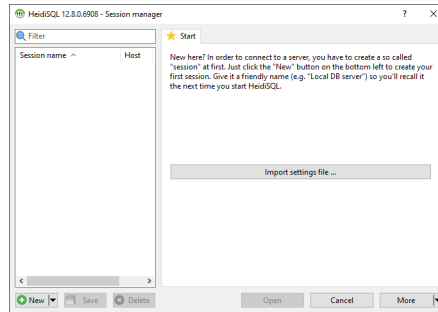 HeidiSQL 12.8.0.6908 - Session manager
Filter
Start
Session name
Host
New here? In order to connect to a server, you have to create a so called
"session" at first. Just click the "New" button on the bottom left to create your
first session. Give it a friendly name (e.g. "Local DB server") so you'll recall it
the next time you start HeidiSQL.
Import settings file ...
New
Save
Delete
Open
Cancel
More